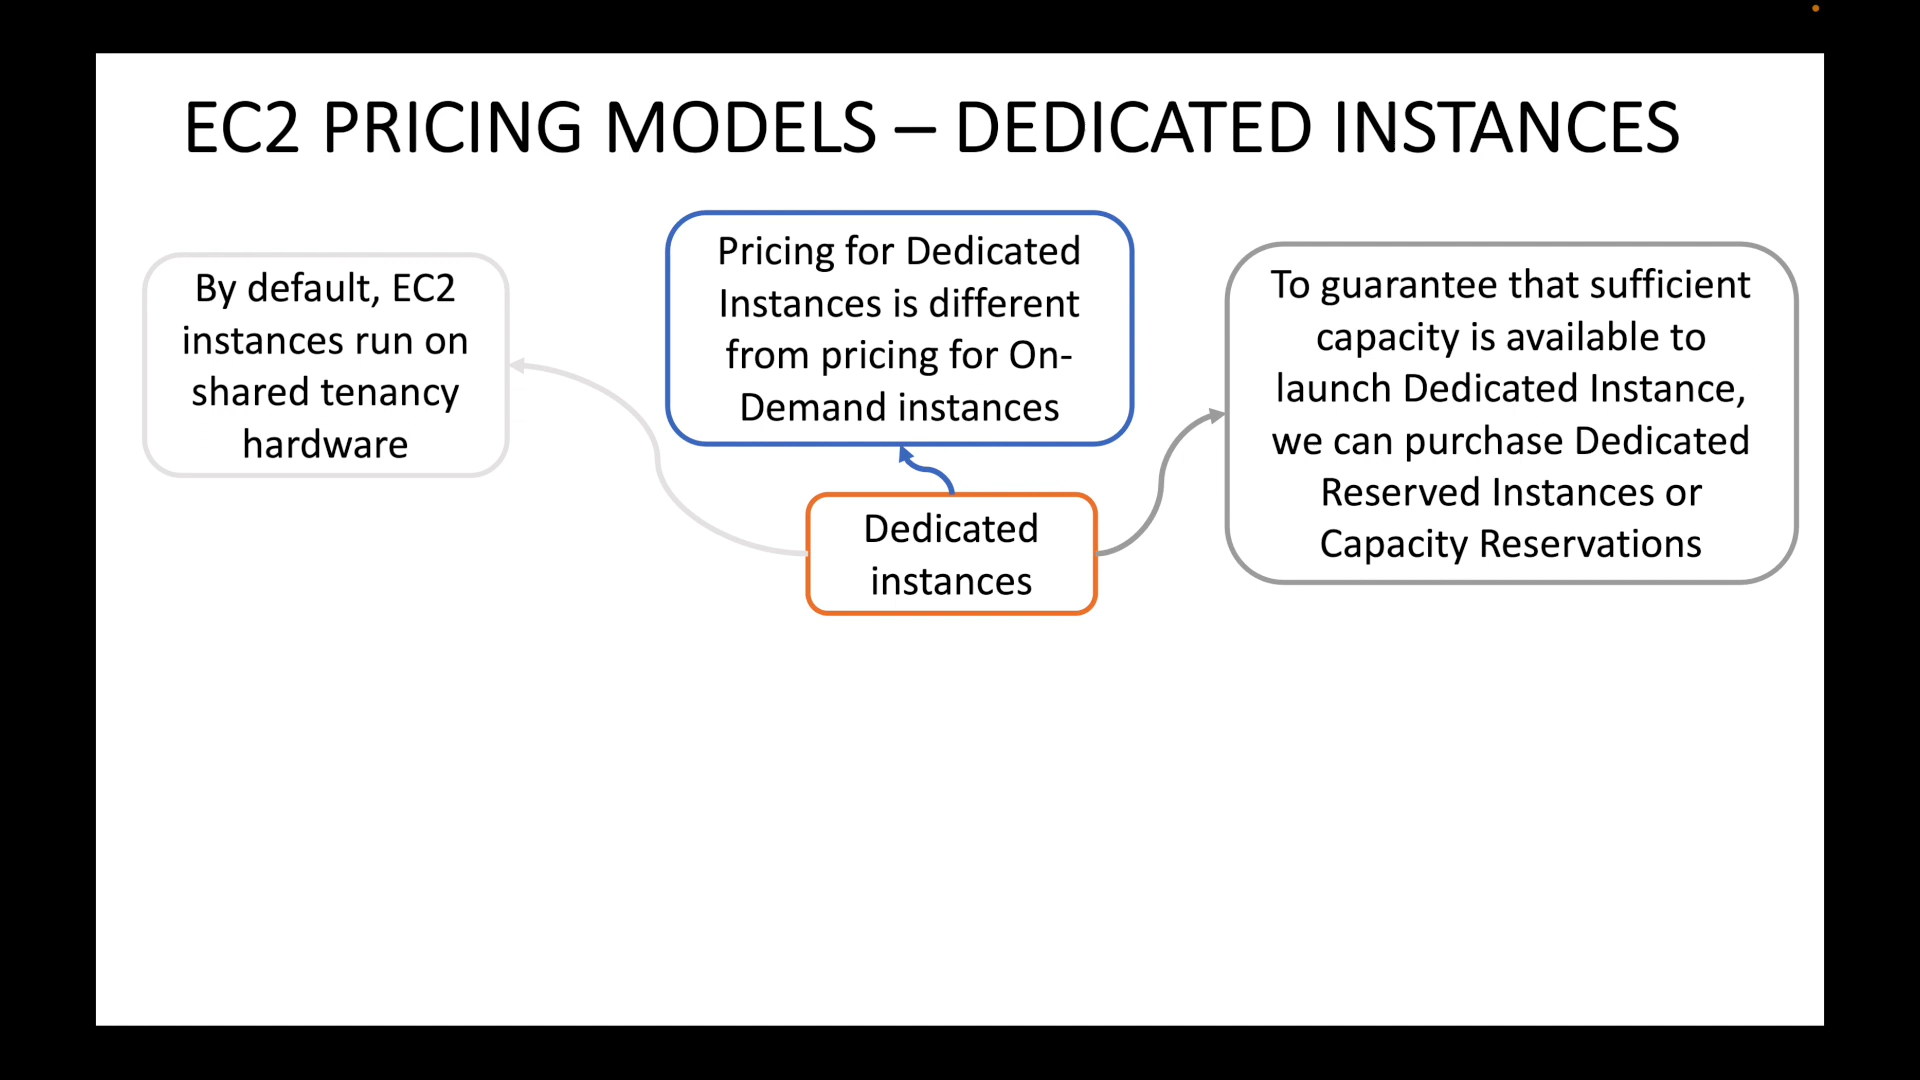 EC2 PRICING MODELS – DEDICATED INSTANCES
By default, EC2
instances run on
shared tenancy
hardware
Pricing for Dedicated
Instances is different
from pricing for On-
Demand instances
To guarantee that sufficient
capacity is available to
launch Dedicated Instance,
we can purchase Dedicated
Reserved Instances or
Capacity Reservations
Dedicated
instances